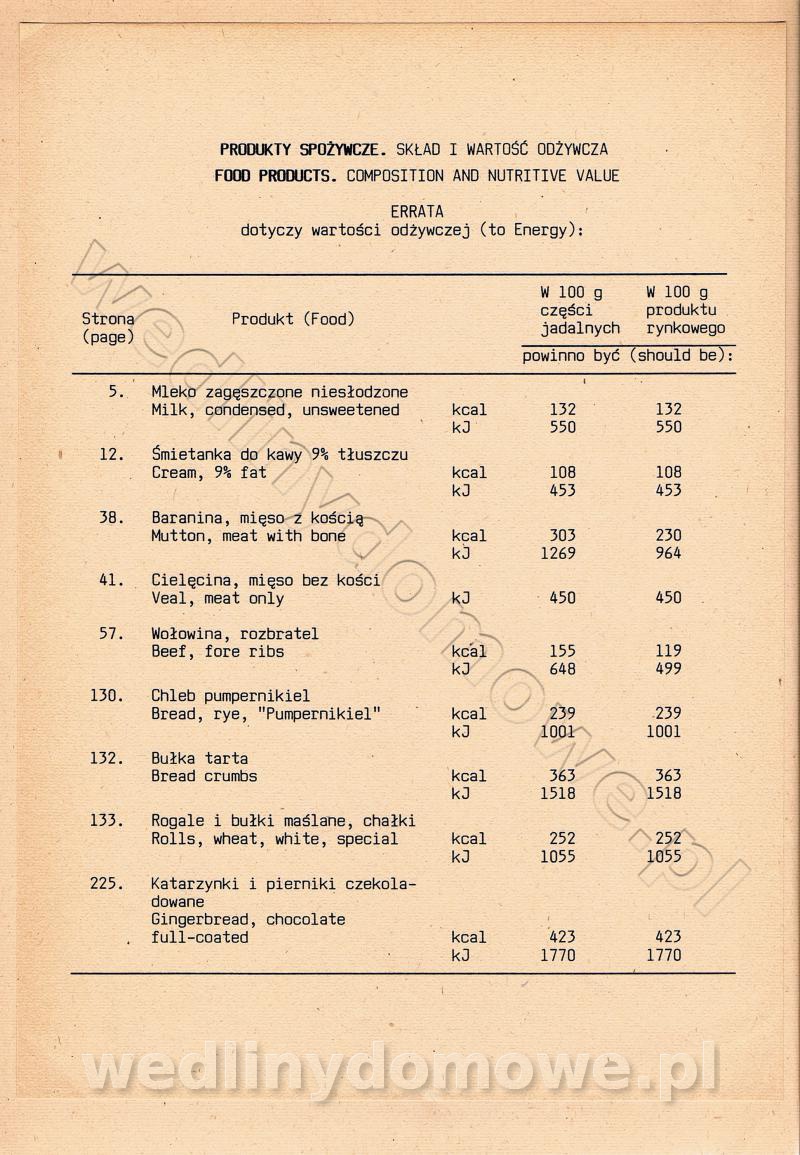 PRODUKTY SPOŻYWCZE. SKŁAD I WARTOŚĆ ODŻYWCZA
FOOD PRODUCTS. COMPOSITION AND NUTRITIVE VALUE
ERRATA
dotyczy wartości odżywczej (to Energy):
Strona (page) Produkt (Food) W 100 g części jadalnych W 100 g produktu rynkowego
powinno być (should be):
5. Mleko zagęszczone niesłodzone
Milk, condensed, unsweetened kcal 132 132
kJ 550 550
12. Śmietanka do kawy 9% tłuszczu
Cream, 9% fat kcal 108 108
kJ 453 453
38. Baranina, mięso z kością
Mutton, meat with bone kcal 303 230
kJ 1269 964
41. Cielęcina, mięso bez kości
Veal, meat only kJ 450 450
57. Wołowina, rozbratel
Beef, fore ribs kcal 155 119
kJ 648 499
130. Chleb pumpernikiel
Bread, rye, "Pumpernikiel" kcal 239 239
kJ 1001 1001
132. Bułka tarta
Bread crumbs kcal 363 363
kJ 1518 1518
133. Rogale i bułki maślane, chałki
Rolls, wheat, white, special kcal 252 252
kJ 1055 1055
225. Katarzynki i pierniki czekola-
dowane
Gingerbread, chocolate
full-coated kcal 423 423
kJ 1770 1770
wedlinydomowe.pl
wedlinydomowe.pl